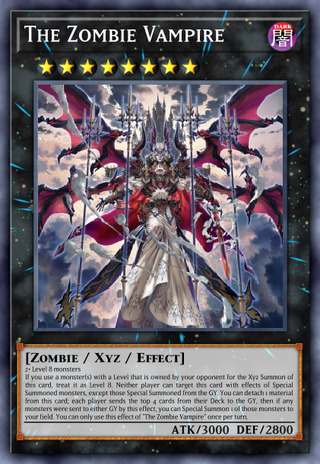 The Zombie Vampire
DARK
闇
[Zombie / Xyz / Effect]
2+ Level 8 monsters
If you use a monster(s) with a Level that is owned by your opponent for the Xyz Summon of
this card, treat it as Level 8. Neither player can target this card with effects of Special
Summoned monsters, except those Special Summoned from the GY. You can detach 1 material
from this card; each player sends the top 4 cards from their Deck to the GY, then if any
monsters were sent to either GY by this effect, you can Special Summon 1 of those monsters to
your field. You can only use this effect of "The Zombie Vampire" once per turn.
ATK/3000 DEF/2800